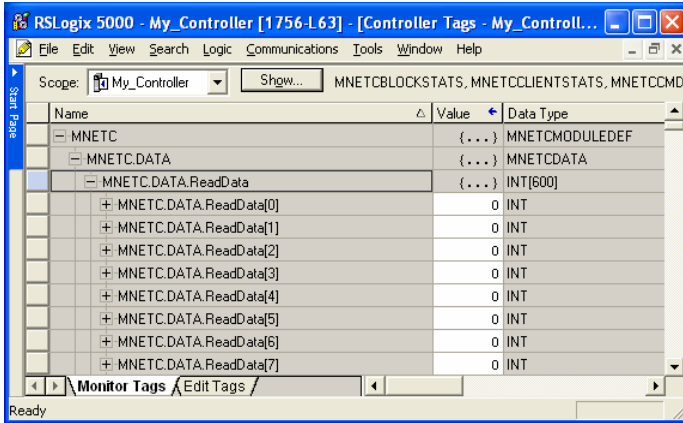 RSLogix 5000 - My_Controller [1756-L63] - [Controller Tags - My_Controll...
File Edit View Search Logic Communications Tools Window Help
Start Page
Scope: My_Controller Show... MNETCBLOCKSTATS, MNETCCLIENTSTATS, MNETCCMD
Name Value Data Type
MNETC {...} MNETCMODULEDEF
MNETC.DATA {...} MNETCDATA
MNETC.DATA.ReadData {...} INT[600]
MNETC.DATA.ReadData[0] 0 INT
MNETC.DATA.ReadData[1] 0 INT
MNETC.DATA.ReadData[2] 0 INT
MNETC.DATA.ReadData[3] 0 INT
MNETC.DATA.ReadData[4] 0 INT
MNETC.DATA.ReadData[5] 0 INT
MNETC.DATA.ReadData[6] 0 INT
MNETC.DATA.ReadData[7] 0 INT
Monitor Tags Edit Tags
Ready